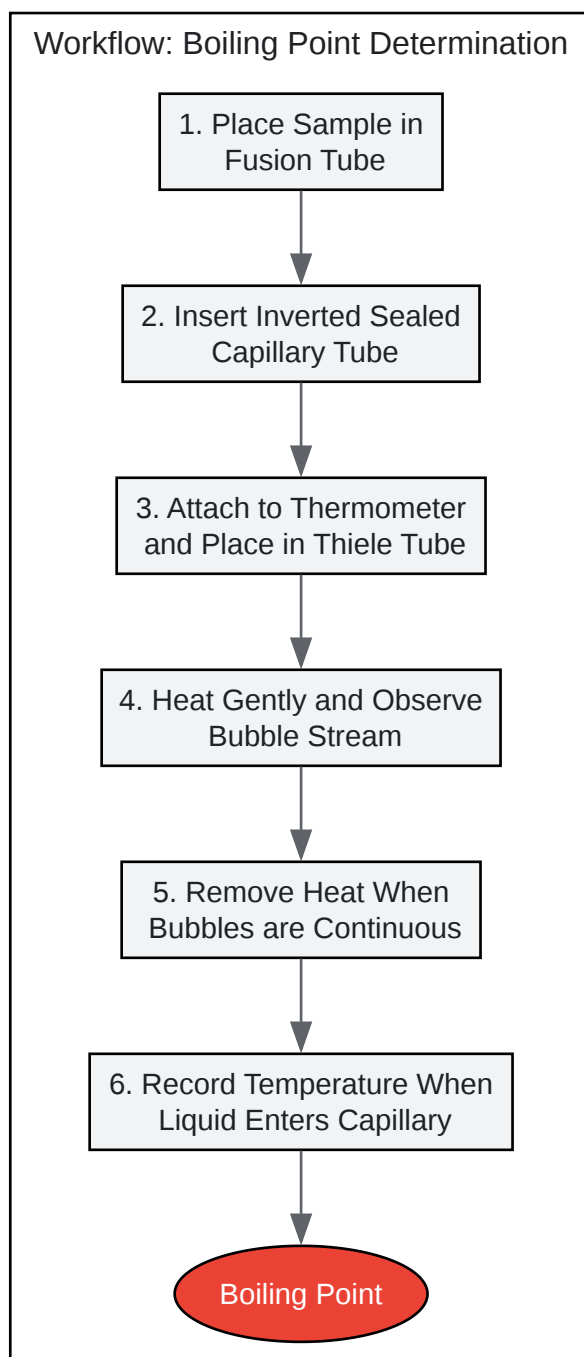 Workflow: Boiling Point Determination
1. Place Sample in
Fusion Tube
2. Insert Inverted Sealed
Capillary Tube
3. Attach to Thermometer
and Place in Thiele Tube
4. Heat Gently and Observe
Bubble Stream
5. Remove Heat When
Bubbles are Continuous
6. Record Temperature When
Liquid Enters Capillary
Boiling Point